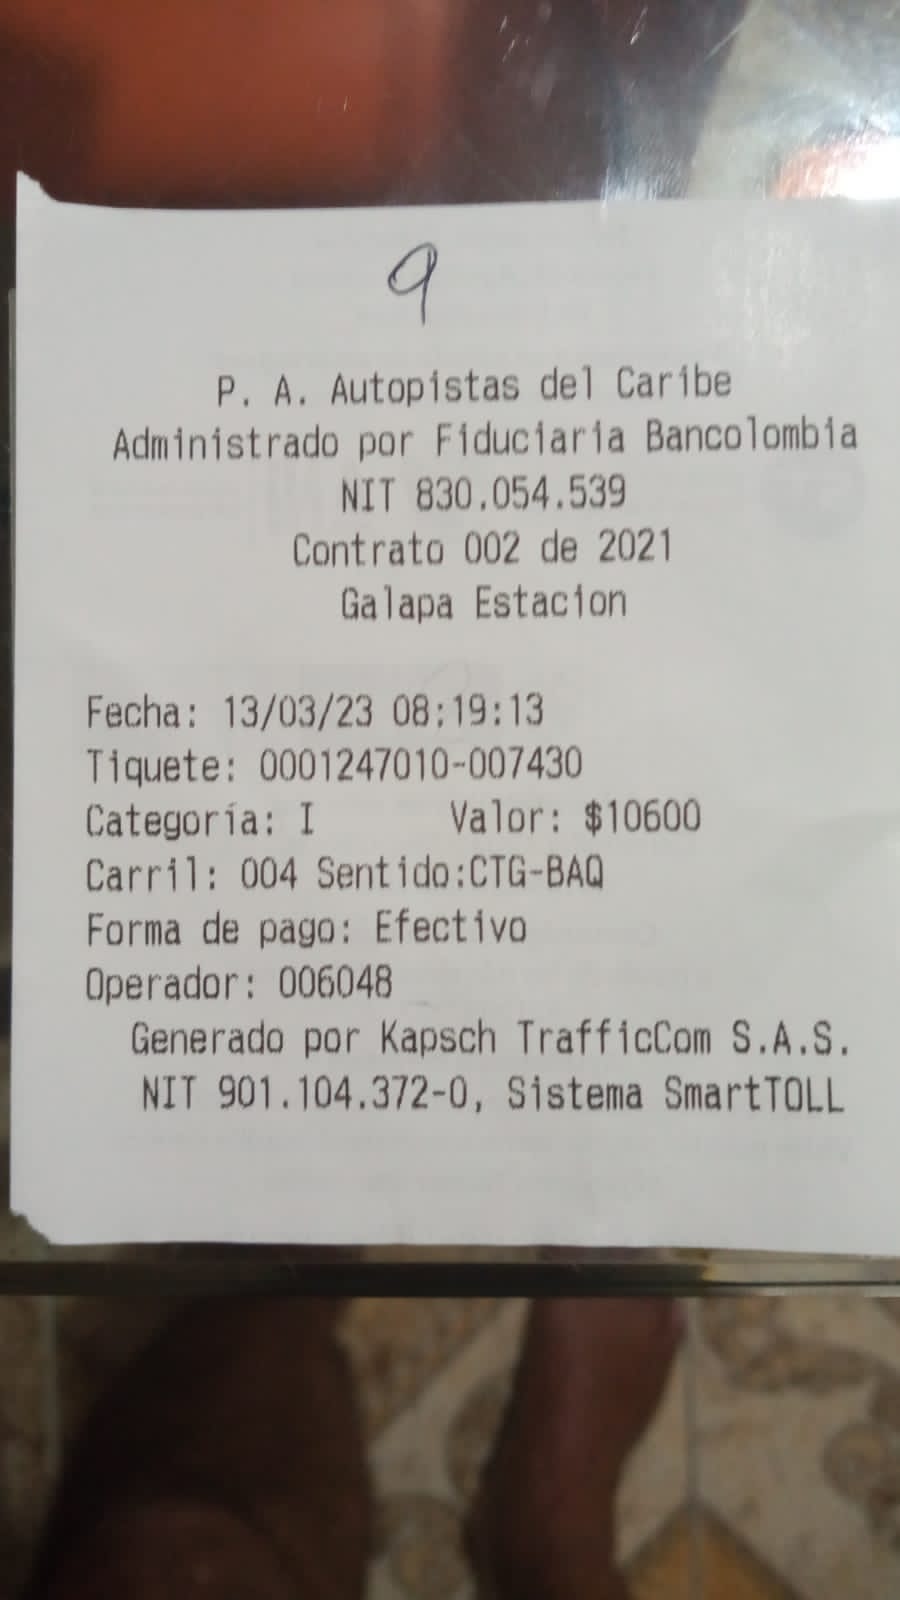 9
P. A. Autopistas del Caribe
Administrado por Fiduciaria Bancolombia
NIT 830.054.539
Contrato 002 de 2021
Galapa Estacion
Fecha: 13/03/23 08:19:13
Tiquete: 0001247010-007430
Categoría: I Valor: $10600
Carril: 004 Sentido:CTG-BAQ
Forma de pago: Efectivo
Operador: 006048
Generado por Kapsch TrafficCom S.A.S.
NIT 901.104.372-0, Sistema SmartTOLL